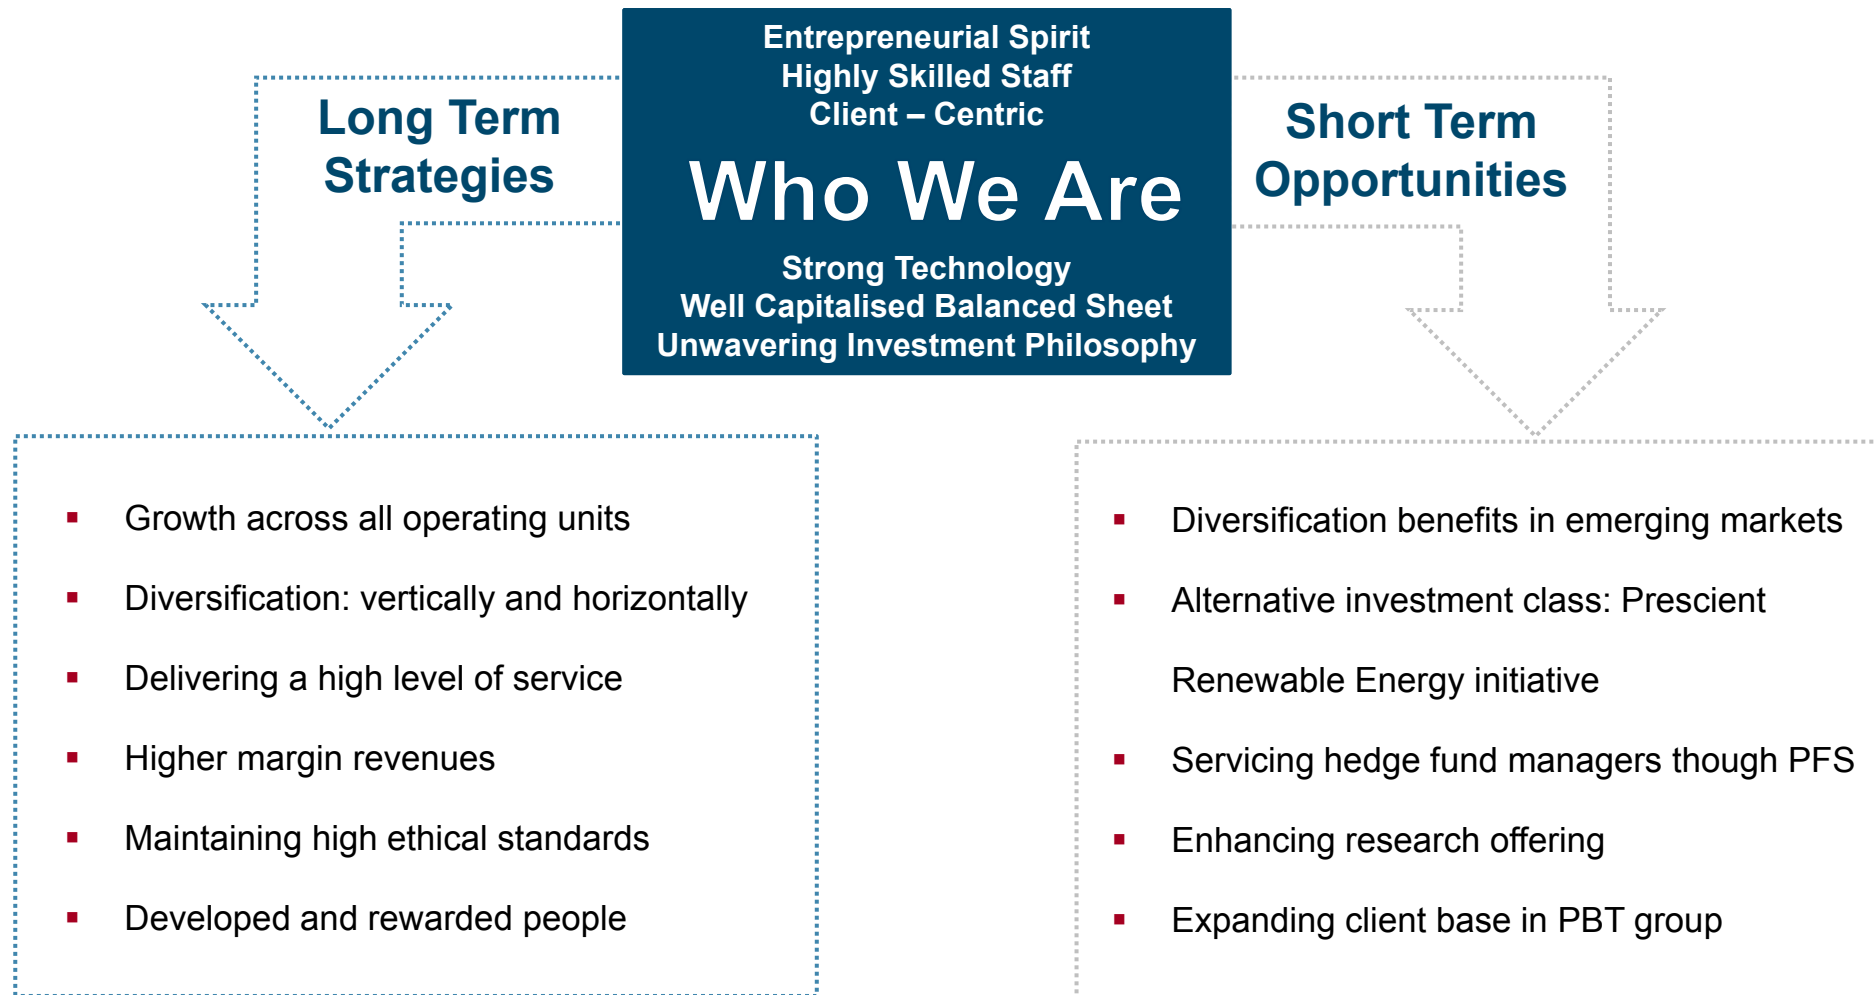 Entrepreneurial Spirit
Highly Skilled Staff
Client – Centric
Who We Are
Strong Technology
Well Capitalised Balanced Sheet
Unwavering Investment Philosophy
Long Term
Strategies
Short Term
Opportunities
▪ Growth across all operating units
▪ Diversification: vertically and horizontally
▪ Delivering a high level of service
▪ Higher margin revenues
▪ Maintaining high ethical standards
▪ Developed and rewarded people
▪ Diversification benefits in emerging markets
▪ Alternative investment class: Prescient
Renewable Energy initiative
▪ Servicing hedge fund managers though PFS
▪ Enhancing research offering
▪ Expanding client base in PBT group